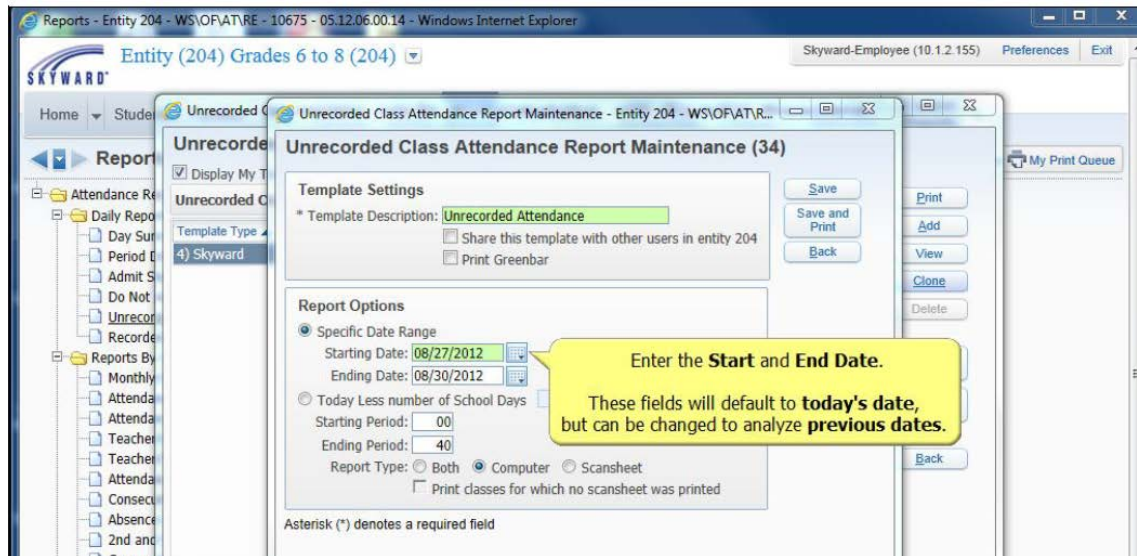 Reports - Entity 204 - WS\OF\AT\RE - 10675 - 05.12.06.00.14 - Windows Internet Explorer
SKYWARD
Entity (204) Grades 6 to 8 (204)
Skyward-Employee (10.1.2.155) Preferences Exit
Home
Unrecorded Class Attendance Report Maintenance - Entity 204 - WS\OF\AT\R...
Report
My Print Queue
Display My T
Template Type
4) Skyward
Attendance Re
Daily Repo
Day Sur
Period
Admit S
Do Not
Unrecor
Recorde
Reports By
Monthly
Attenda
Attenda
Teacher
Teacher
Attenda
Consecu
Absence
2nd and
Unrecorded Class Attendance Report Maintenance (34)
Template Settings
* Template Description: Unrecorded Attendance
Share this template with other users in entity 204
Print Greenbar
Save
Save and
Print
Back
Report Options
Specific Date Range
Starting Date: 08/27/2012
Ending Date: 08/30/2012
Today Less number of School Days
Starting Period: 00
Ending Period: 40
Report Type: Both Computer Scansheet
Print classes for which no scansheet was printed
Asterisk (*) denotes a required field
Enter the Start and End Date.
These fields will default to today's date,
but can be changed to analyze previous dates.
Print
Add
View
Clone
Delete
Back